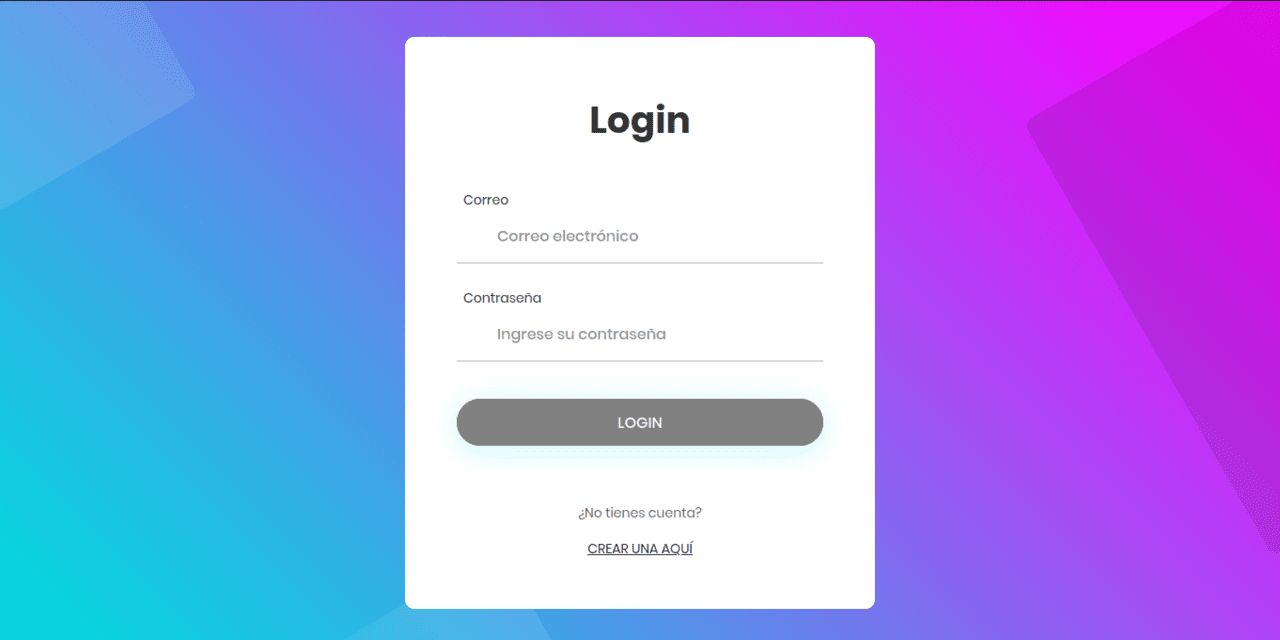 Login
Correo
Correo electrónico
Contraseña
Ingrese su contraseña
LOGIN
¿No tienes cuenta?
CREAR UNA AQUÍ